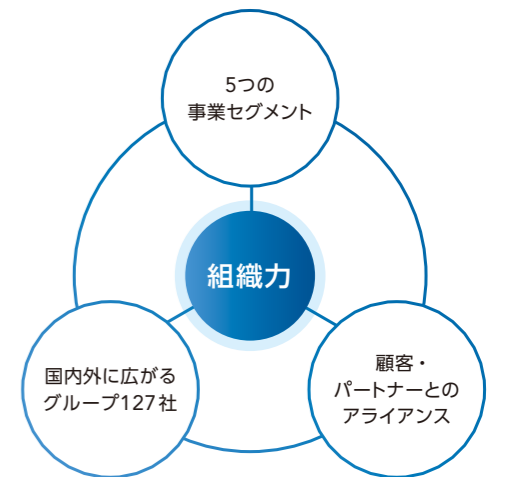 5つの
事業セグメント
組織力
国内外に広がる
グループ127社
顧客・
パートナーとの
アライアンス